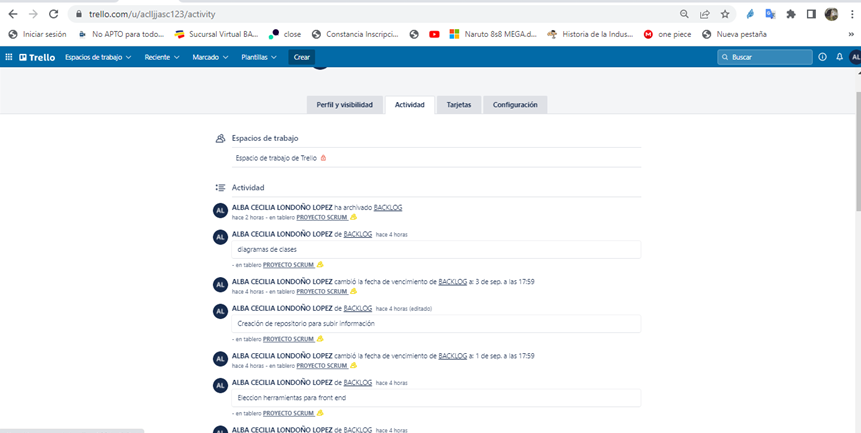 trello.com/u/aclljjasc123/activity
Iniciar sesión No APTO para todo... Sucursal Virtual BA... close Constancia Inscripci... Naruto 8s8 MEGA.d... Historia de la Indus... one piece Nueva pestaña »
Trello Espacios de trabajo Reciente Marcado Plantillas Crear Buscar AL
Perfil y visibilidad Actividad Tarjetas Configuración
Espacios de trabajo
Espacio de trabajo de Trello
Actividad
AL ALBA CECILIA LONDOÑO LOPEZ ha archivado BACKLOG
hace 2 horas - en tablero PROYECTO SCRUM
AL ALBA CECILIA LONDOÑO LOPEZ de BACKLOG hace 4 horas
diagramas de clases
- en tablero PROYECTO SCRUM
AL ALBA CECILIA LONDOÑO LOPEZ cambió la fecha de vencimiento de BACKLOG a: 3 de sep. a las 17:59
hace 4 horas - en tablero PROYECTO SCRUM
AL ALBA CECILIA LONDOÑO LOPEZ de BACKLOG hace 4 horas (editado)
Creación de repositorio para subir información
- en tablero PROYECTO SCRUM
AL ALBA CECILIA LONDOÑO LOPEZ cambió la fecha de vencimiento de BACKLOG a: 1 de sep. a las 17:59
hace 4 horas - en tablero PROYECTO SCRUM
AL ALBA CECILIA LONDOÑO LOPEZ de BACKLOG hace 4 horas
Eleccion herramientas para front end
- en tablero PROYECTO SCRUM
AL ALBA CECILIA LONDOÑO LOPEZ de BACKLOG hace 4 horas